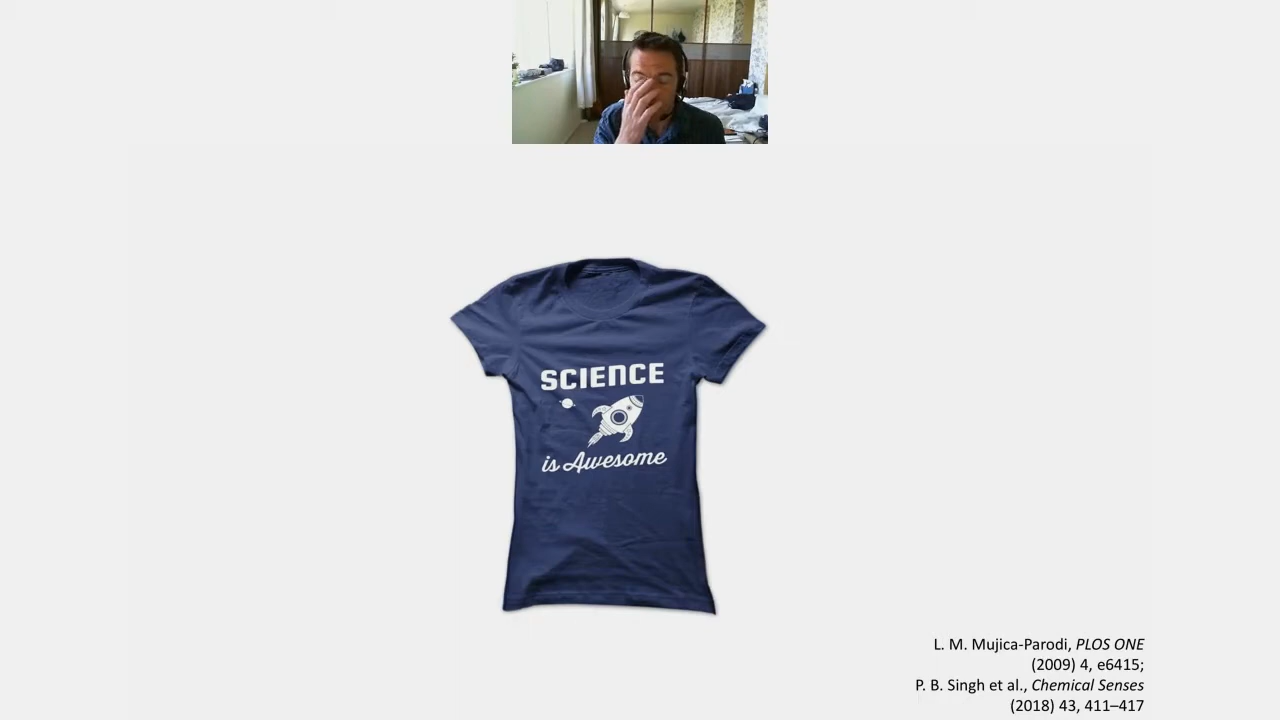 SCIENCE
is Awesome
L. M. Mujica-Parodi, PLOS ONE
(2009) 4, e6415;
P. B. Singh et al., Chemical Senses
(2018) 43, 411–417